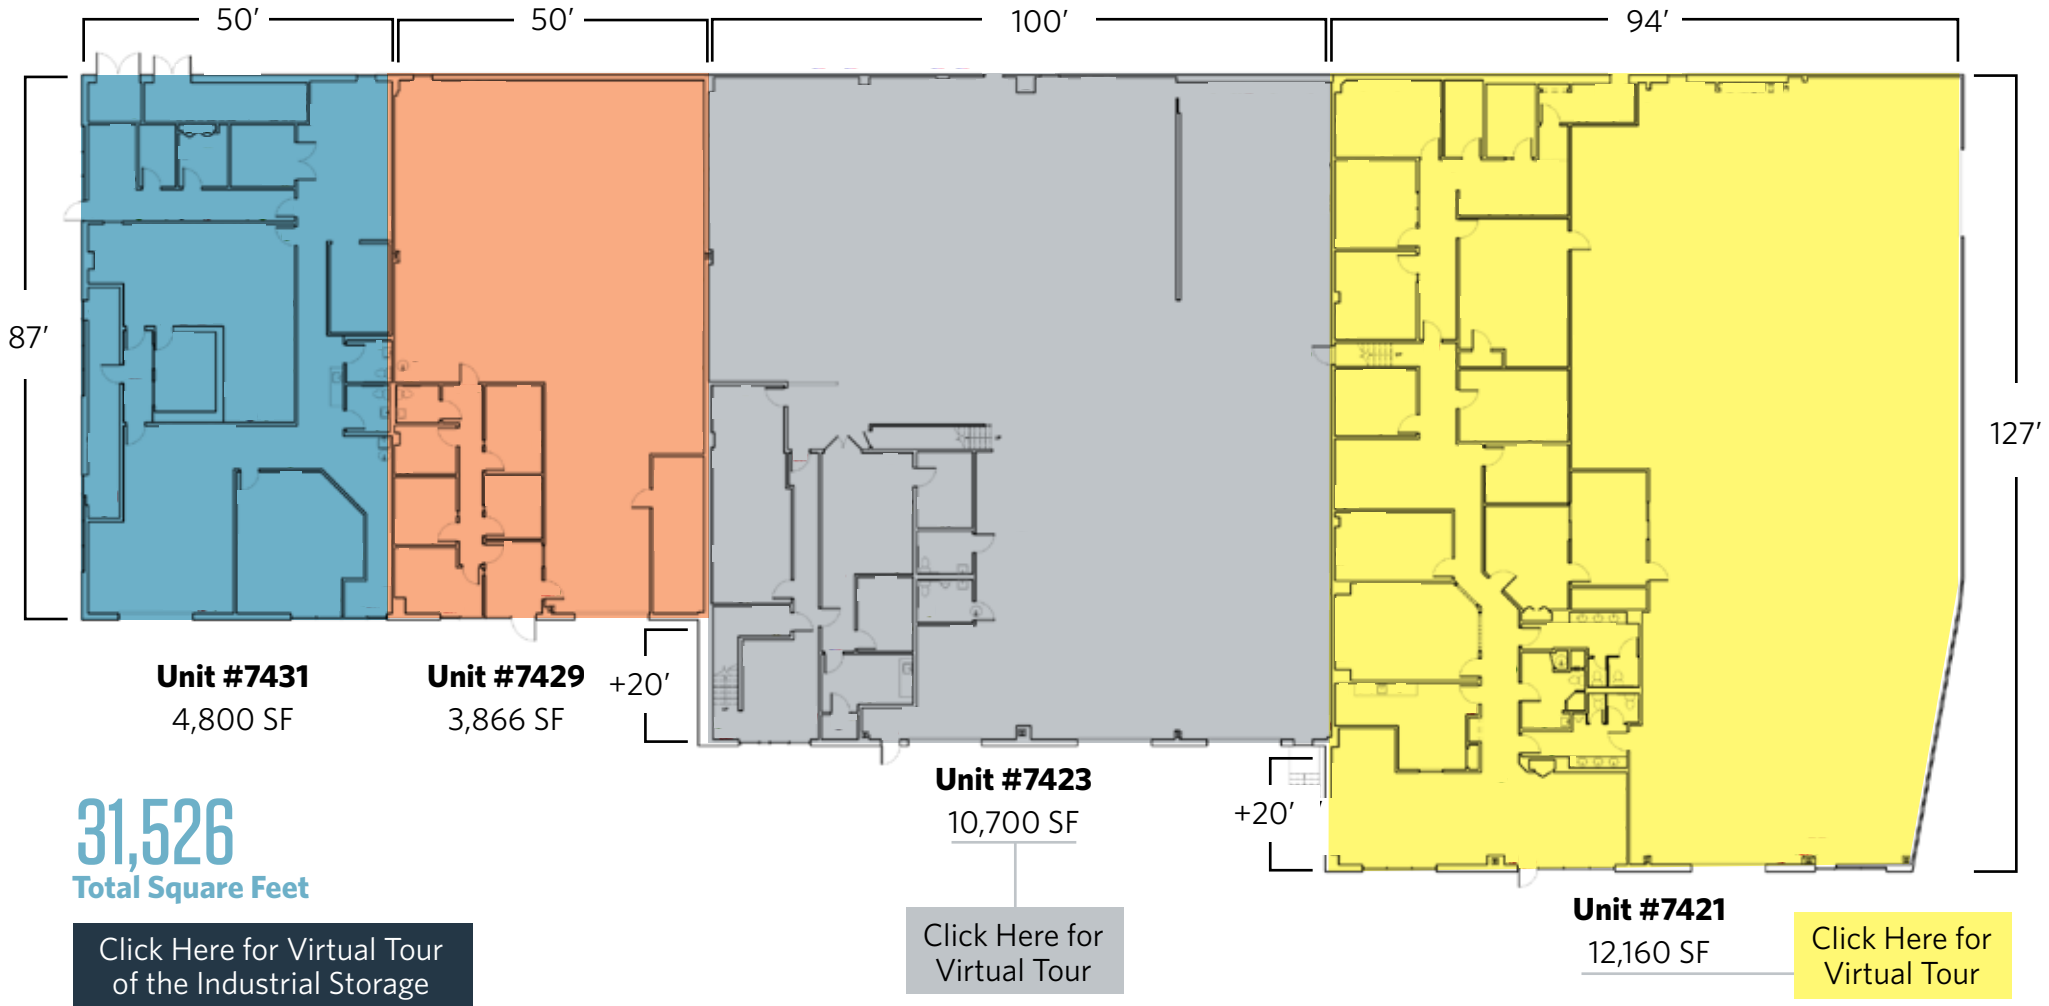 50′
50′
100′
94′
87′
127′
Unit #7431
4,800 SF
Unit #7429
3,866 SF
+20′
Unit #7423
10,700 SF
+20′
31,526
Total Square Feet
Click Here for Virtual Tour
of the Industrial Storage
Click Here for
Virtual Tour
Unit #7421
12,160 SF
Click Here for
Virtual Tour